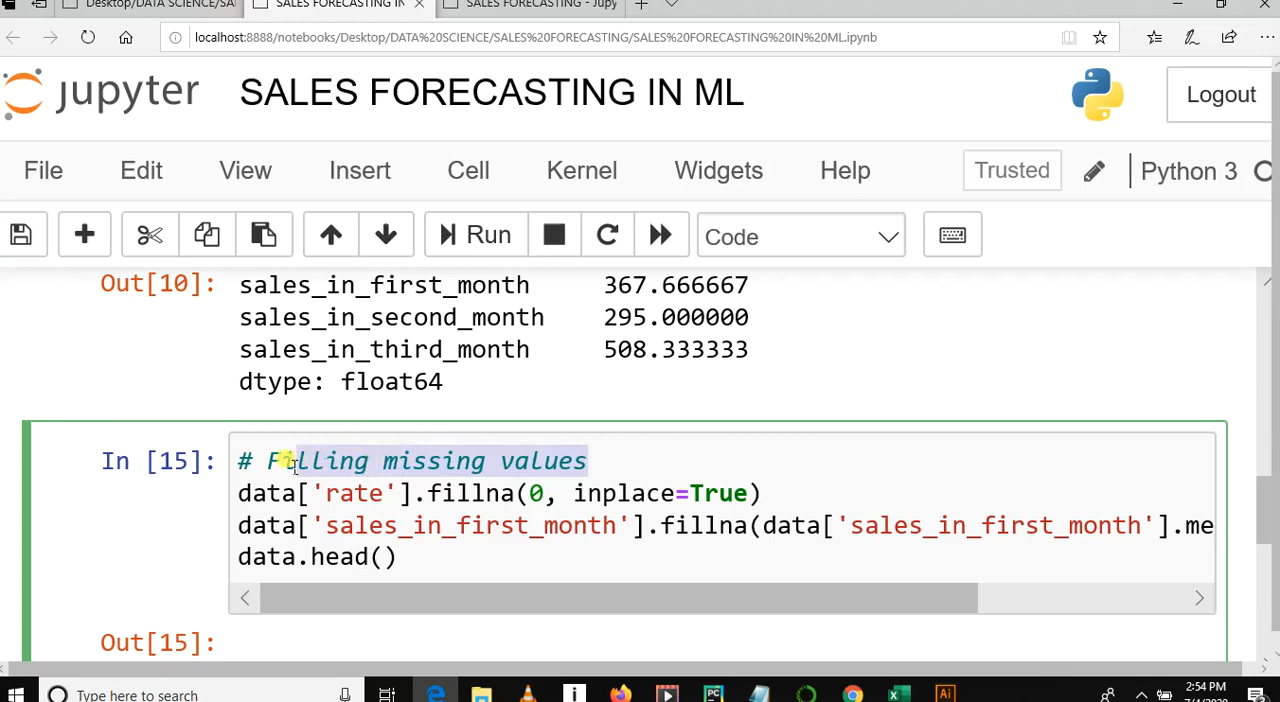 Desktop/DATA SCIENCE/SA
SALES FORECASTING IN
SALES FORECASTING - Jupy
localhost:8888/notebooks/Desktop/DATA%20SCIENCE/SALES%20FORECASTING/SALES%20FORECASTING%20IN%20ML.ipynb
jupyter SALES FORECASTING IN ML Logout
File Edit View Insert Cell Kernel Widgets Help Trusted Python 3
Run Code
Out[10]: sales_in_first_month 367.666667
sales_in_second_month 295.000000
sales_in_third_month 508.333333
dtype: float64
In [15]: # Filling missing values
data['rate'].fillna(0, inplace=True)
data['sales_in_first_month'].fillna(data['sales_in_first_month'].me
data.head()
Out[15]:
Type here to search
PC
Ai
2:54 PM